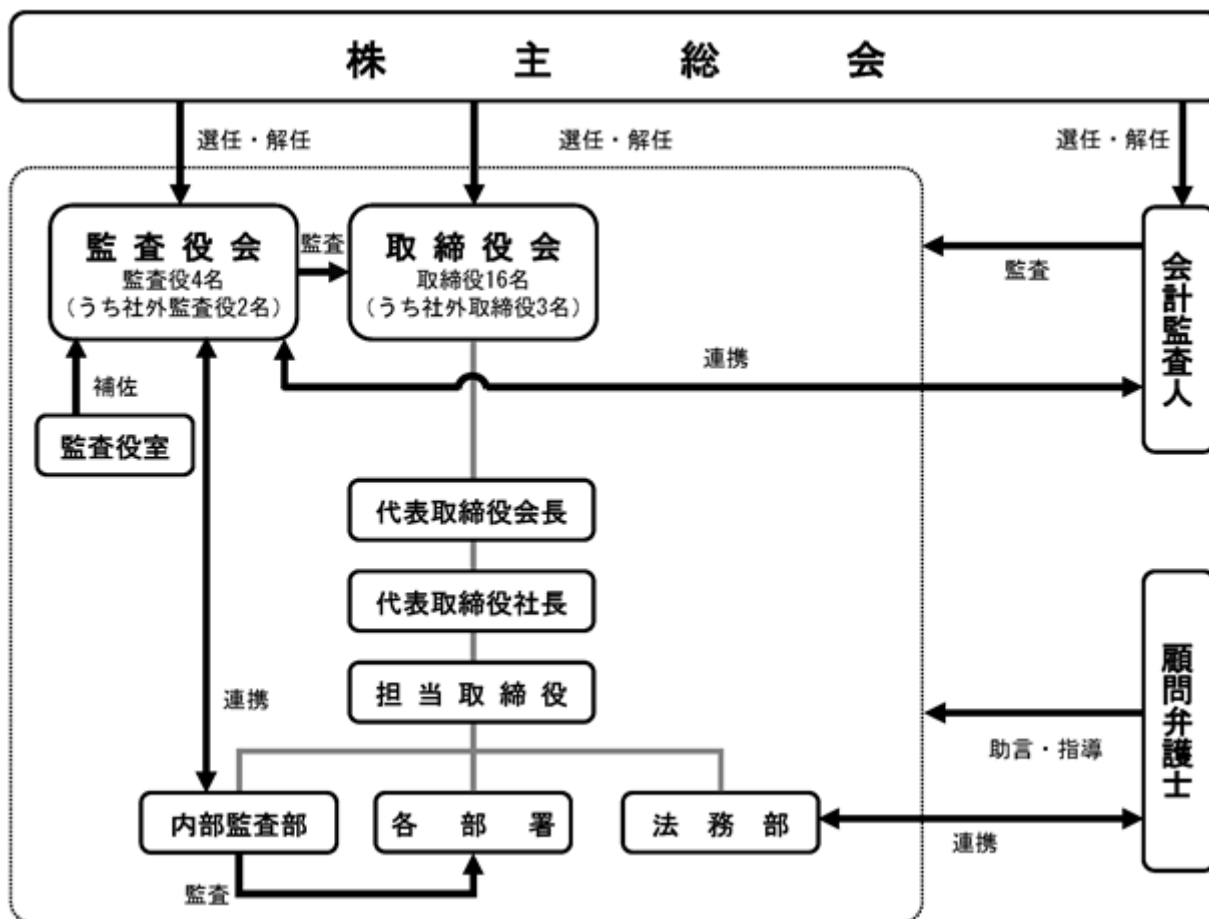 株主総会
選任・解任
選任・解任
選任・解任
監査役会
監査役4名
（うち社外監査役2名）
監査
取締役会
取締役16名
（うち社外取締役3名）
監査
会計監査人
連携
補佐
監査役室
代表取締役会長
代表取締役社長
担当取締役
連携
内部監査部
各部署
法務部
監査
助言・指導
連携
顧問弁護士